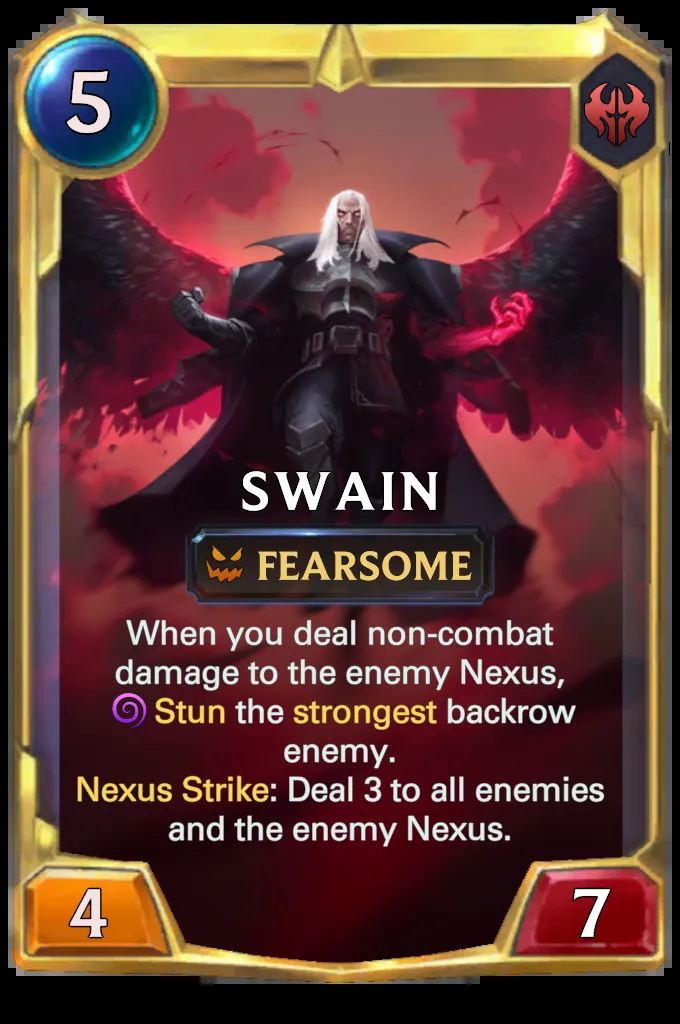 5
SWAIN
FEARSOME
When you deal non-combat
damage to the enemy Nexus,
Stun the strongest backrow
enemy.
Nexus Strike: Deal 3 to all enemies
and the enemy Nexus.
4
7